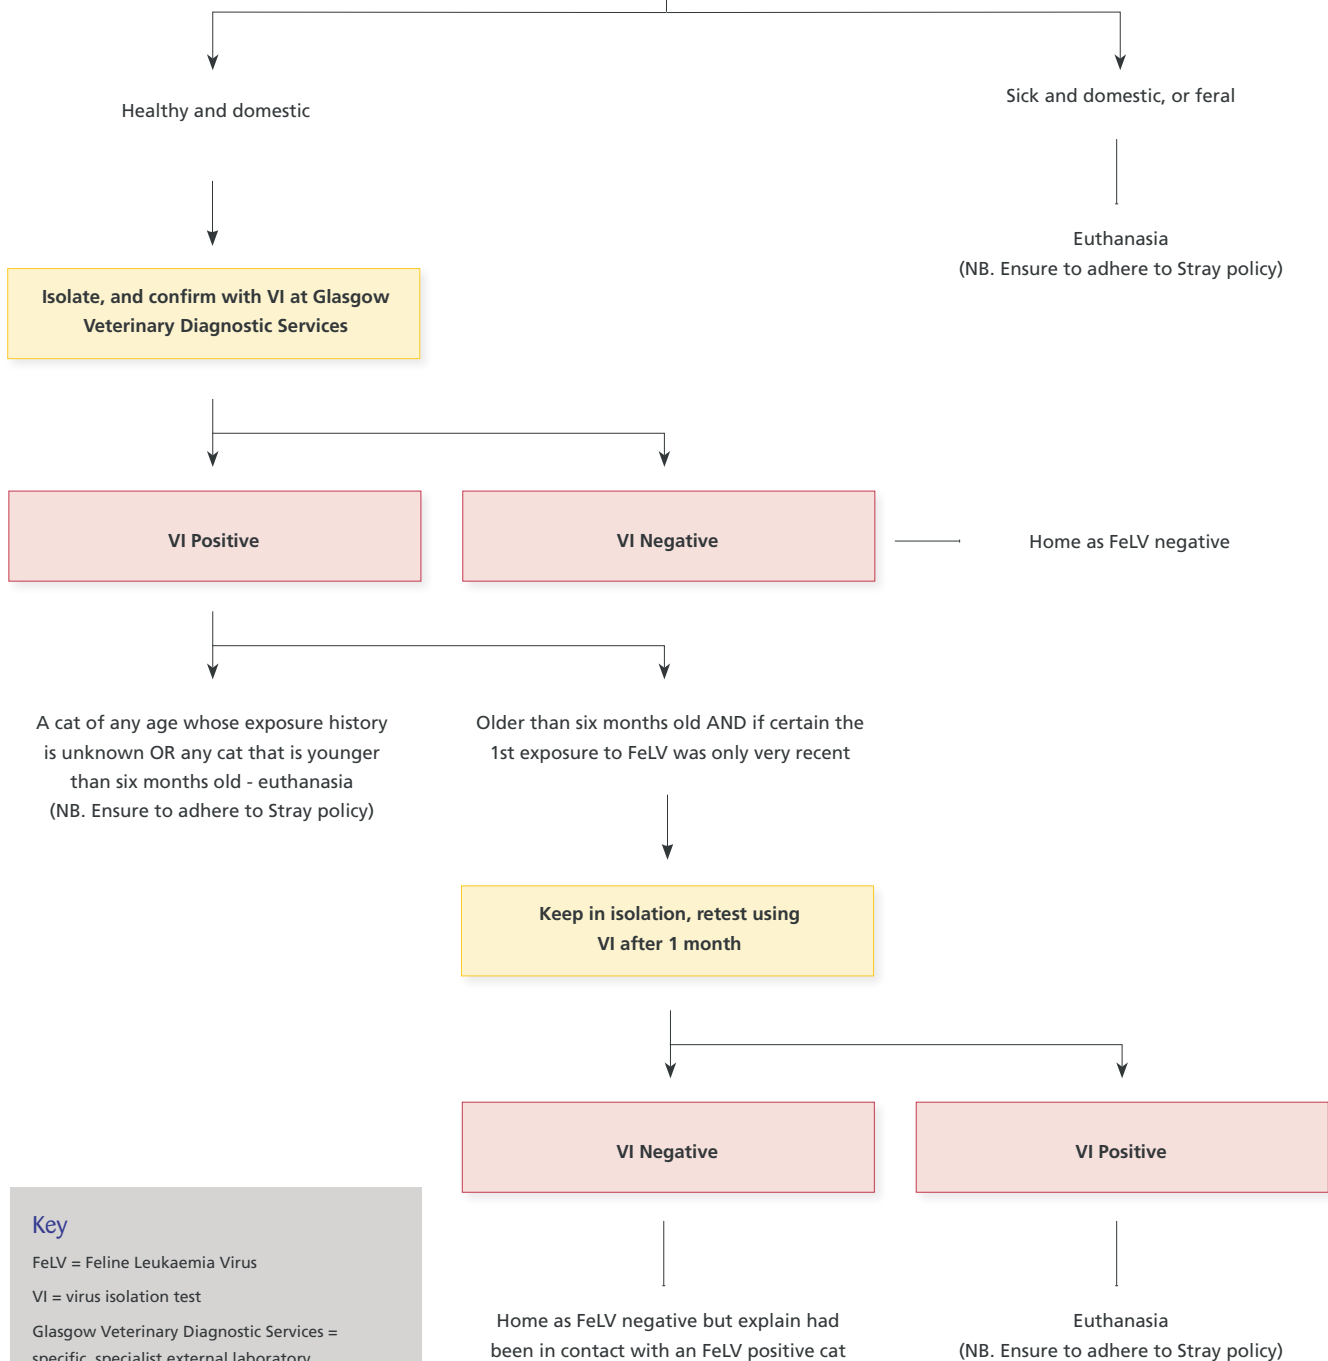 Healthy and domestic
Sick and domestic, or feral
Euthanasia
(NB. Ensure to adhere to Stray policy)
Isolate, and confirm with VI at Glasgow
Veterinary Diagnostic Services
VI Positive
VI Negative
Home as FeLV negative
A cat of any age whose exposure history
is unknown OR any cat that is younger
than six months old - euthanasia
(NB. Ensure to adhere to Stray policy)
Older than six months old AND if certain the
1st exposure to FeLV was only very recent
Keep in isolation, retest using
VI after 1 month
VI Negative
VI Positive
Home as FeLV negative but explain had
been in contact with an FeLV positive cat
Euthanasia
(NB. Ensure to adhere to Stray policy)
Key
FeLV = Feline Leukaemia Virus
VI = virus isolation test
Glasgow Veterinary Diagnostic Services =
specific, specialist external laboratory